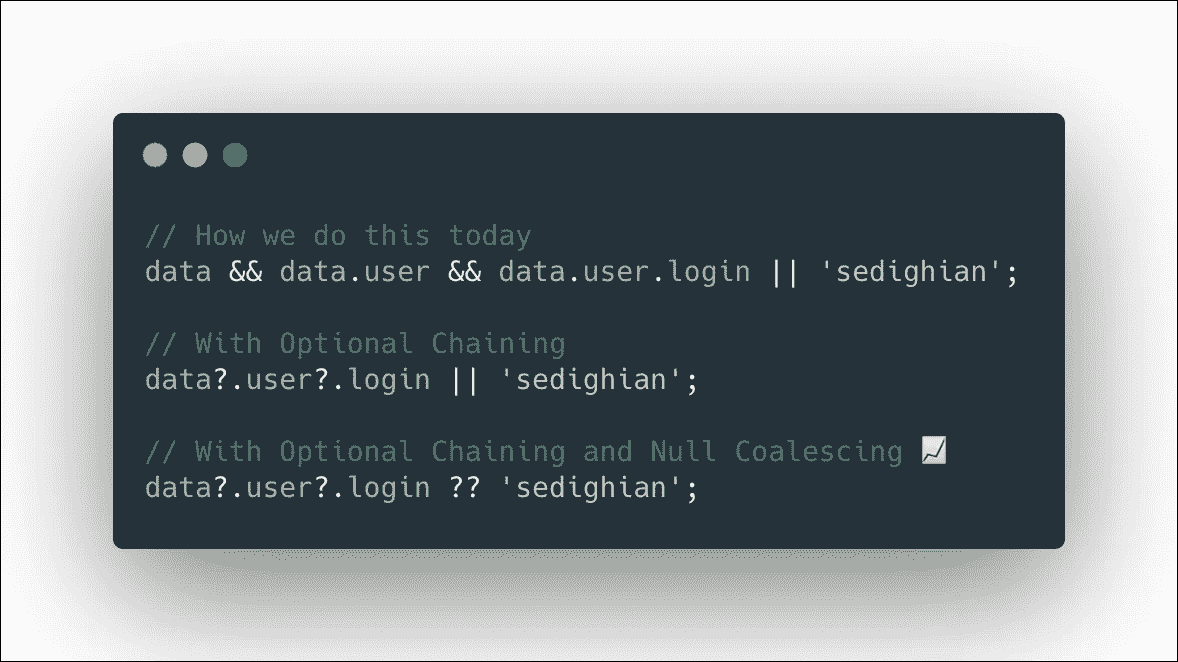 // How we do this today
data && data.user && data.user.login || 'sedighian';
// With Optional Chaining
data?.user?.login || 'sedighian';
// With Optional Chaining and Null Coalescing 📈
data?.user?.login ?? 'sedighian';